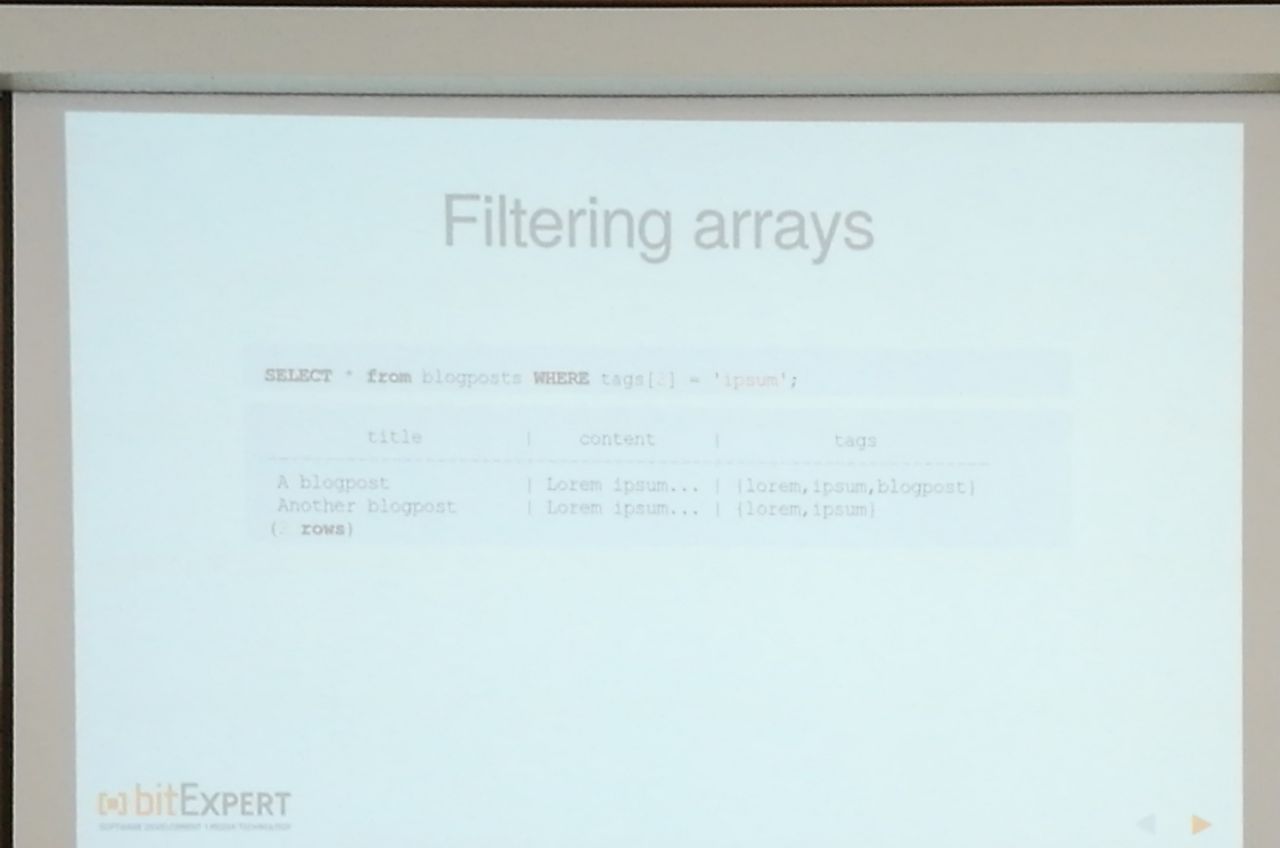 Filtering arrays
SELECT * from blogposts WHERE tags[2] = 'ipsum';
title | content | tags
A blogpost | Lorem ipsum... | {lorem,ipsum,blogpost}
Another blogpost | Lorem ipsum... | {lorem,ipsum}
(2 rows)
[▪] bitExpert
SOFTWARE DEVELOPMENT | MEDIA TECHNOLOGY